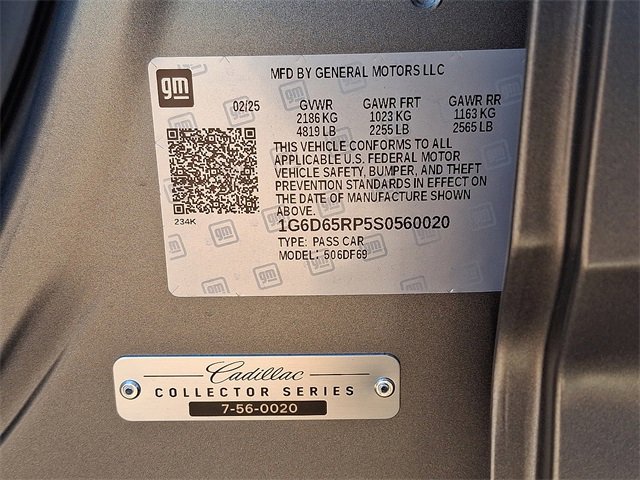 gm
MFD BY GENERAL MOTORS LLC
02/25 GVWR GAWR FRT GAWR RR
2186 KG 1023 KG 1163 KG
4819 LB 2255 LB 2565 LB
THIS VEHICLE CONFORMS TO ALL
APPLICABLE U.S. FEDERAL MOTOR
VEHICLE SAFETY, BUMPER, AND THEFT
PREVENTION STANDARDS IN EFFECT ON
THE DATE OF MANUFACTURE SHOWN
ABOVE.
234K
1G6D65RP5S0560020
TYPE: PASS CAR
MODEL: 506DF69
Cadillac
COLLECTOR SERIES
7-56-0020